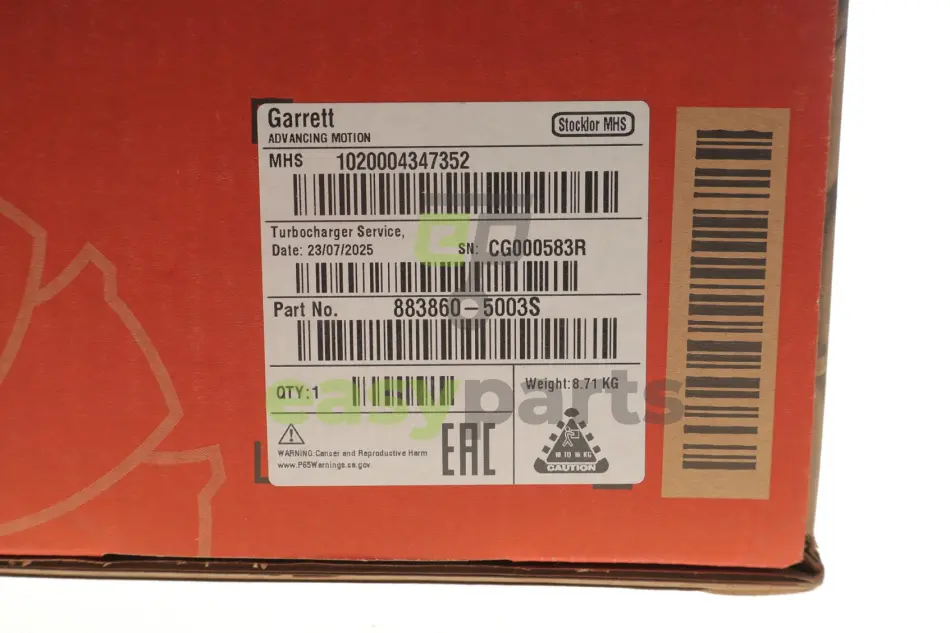 Garrett
ADVANCING MOTION
Stocklor MHS
MHS 1020004347352
Turbocharger Service,
Date: 23/07/2025 SN: CG000583R
Part No. 883860-5003S
QTY:1
Weight:8.71 KG
easyparts
WARNING Cancer and Reproductive Harm
www.P65Warnings.ca.gov
EAC
CAUTION